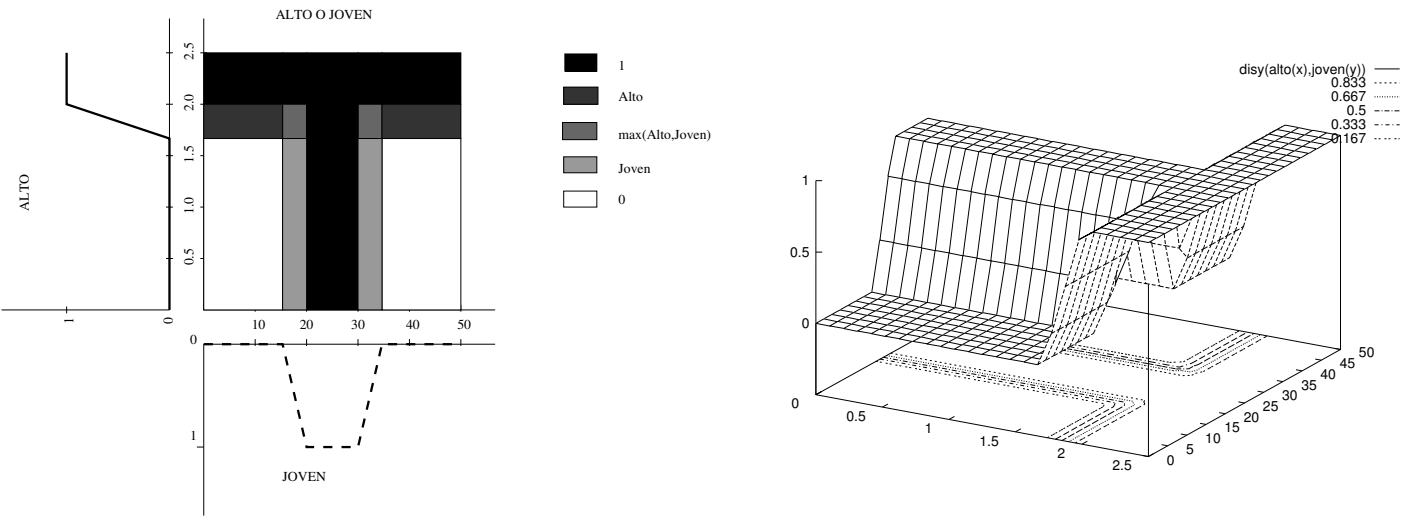 ALTO O JOVEN
ALTO
2.5
2.0
1.5
1.0
0.5
1
0
10 20 30 40 50
0
1
JOVEN
1
Alto
max(Alto,Joven)
Joven
0
disy(alto(x),joven(y))
0.833
0.667
0.5
0.333
0.167
1
0.5
0
0 0.5 1 1.5 2 2.5
0 5 10 15 20 25 30 35 40 45 50